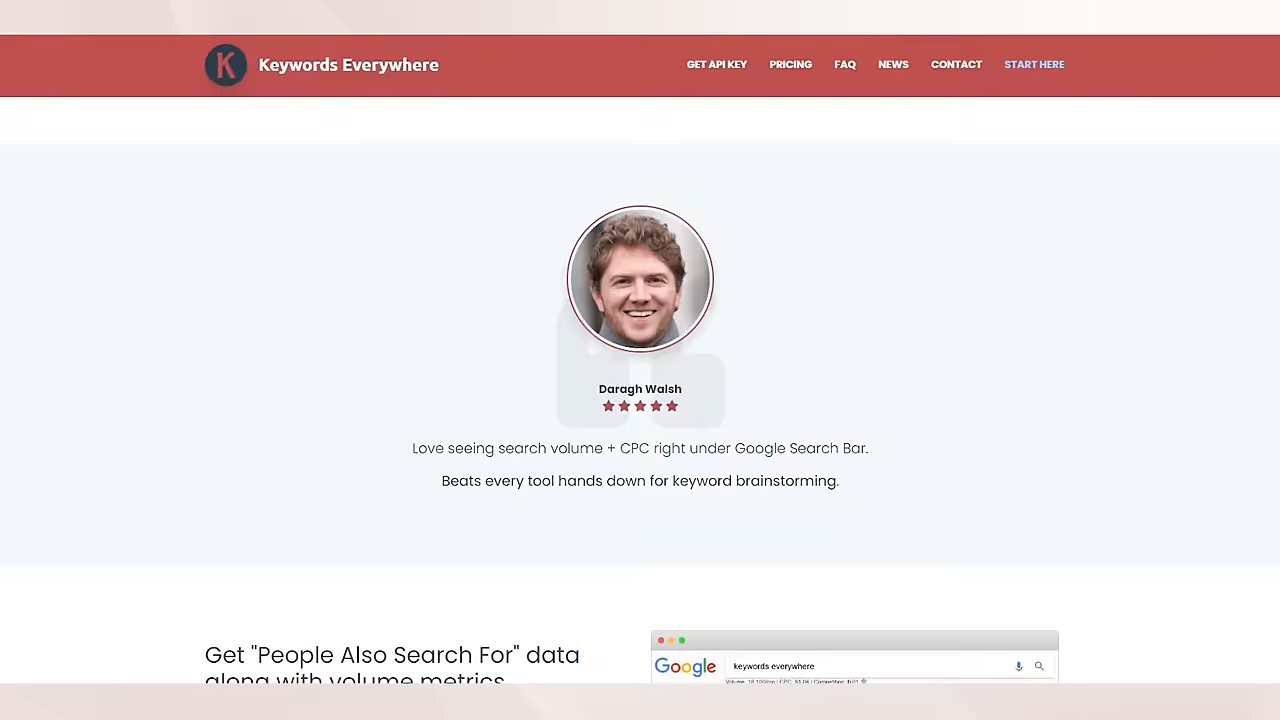 K Keywords Everywhere
GET API KEY PRICING FAQ NEWS CONTACT START HERE
Daragh Walsh
Love seeing search volume + CPC right under Google Search Bar.
Beats every tool hands down for keyword brainstorming.
Get "People Also Search For" data
along with volume metrics
Google keywords everywhere